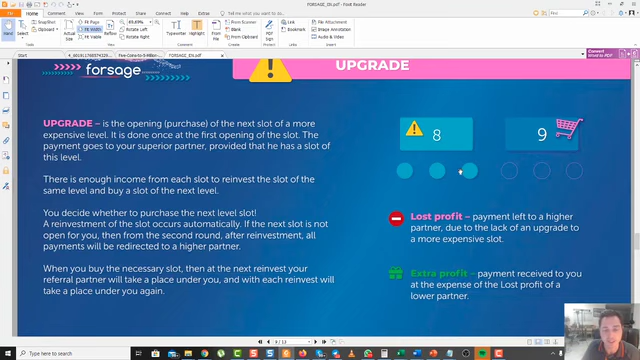 FORSAGE_EN.pdf - Foxit Reader
File
Home
Tell me what you want to do...
Find
Hand
Select
SnapShot
Clipboard
Bookmark
Fit Page
Fit Width
Fit Visible
Rotate Left
Rotate Right
Typewriter
Highlight
From Scanner
Blank
From Clipboard
PDF Sign
Link
Bookmark
File Attachment
Image Annotation
Audio & Video
Start
FORSAGE_EN.pdf
forsage
UPGRADE
UPGRADE – is the opening (purchase) of the next slot of a more
expensive level. It is done once at the first opening of the slot. The
payment goes to your superior partner, provided that he has a slot of
this level.
There is enough income from each slot to reinvest the slot of the
same level and buy a slot of the next level.
You decide whether to purchase the next level slot!
A reinvestment of the slot occurs automatically. If the next slot is not
open for you, then from the second round, after reinvestment, all
payments will be redirected to a higher partner.
When you buy the necessary slot, then at the next reinvest your
referral partner will take a place under you, and with each reinvest will
take a place under you again.
8
9
Lost profit – payment left to a higher
partner, due to the lack of an upgrade to
a more expensive slot.
Extra profit – payment received to you
at the expense of the Lost profit of a
lower partner.
Type here to search